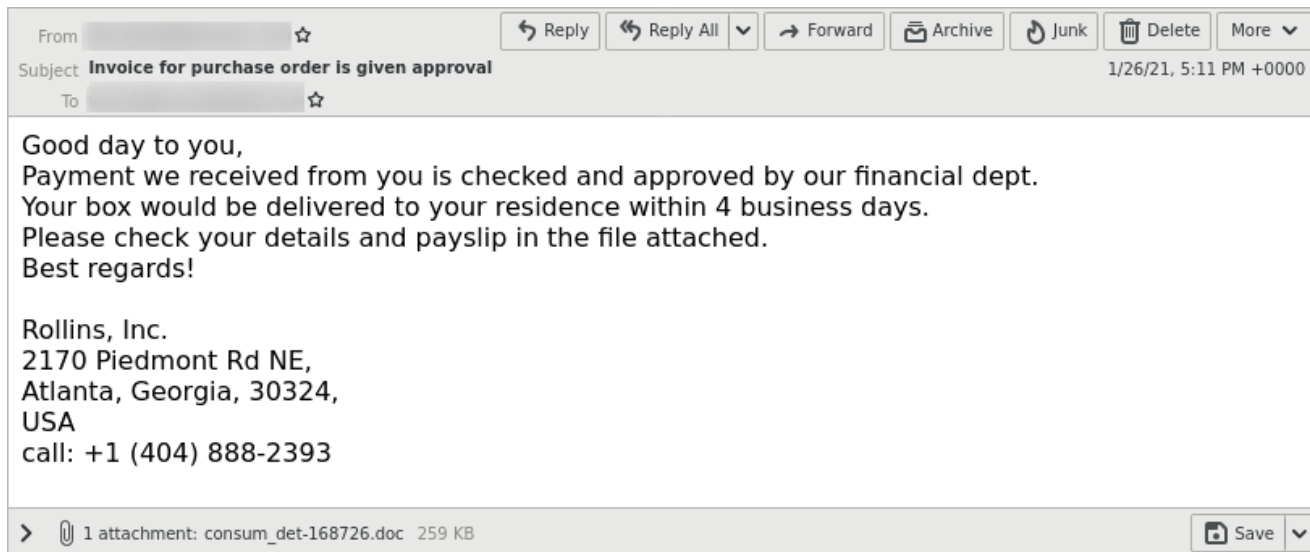 From Reply Reply All Forward Archive Junk Delete More
Subject Invoice for purchase order is given approval 1/26/21, 5:11 PM +0000
To
Good day to you,
Payment we received from you is checked and approved by our financial dept.
Your box would be delivered to your residence within 4 business days.
Please check your details and payslip in the file attached.
Best regards!
Rollins, Inc.
2170 Piedmont Rd NE,
Atlanta, Georgia, 30324,
USA
call: +1 (404) 888-2393
1 attachment: consum_det-168726.doc 259 KB Save